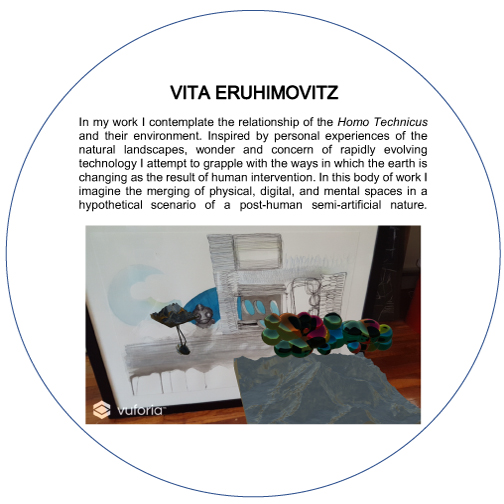 VITA ERUHIMOVITZ
In my work I contemplate the relationship of the Homo Technicus
and their environment. Inspired by personal experiences of the
natural landscapes, wonder and concern of rapidly evolving
technology I attempt to grapple with the ways in which the earth is
changing as the result of human intervention. In this body of work I
imagine the merging of physical, digital, and mental spaces in a
hypothetical scenario of a post-human semi-artificial nature.
vuforia™